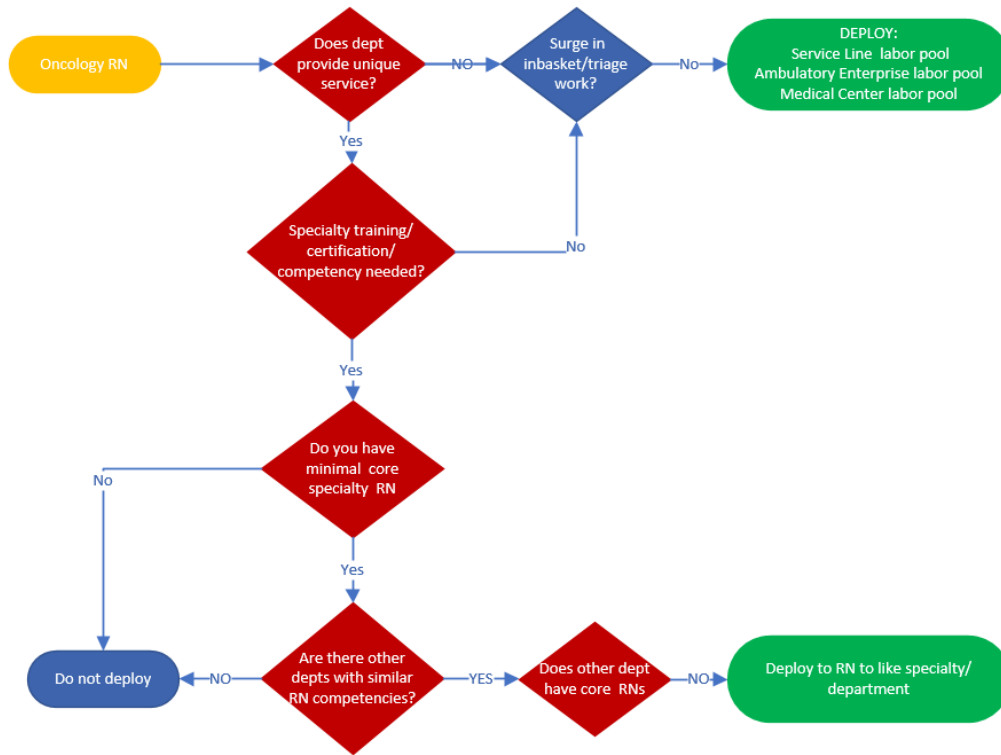 Oncology RN
Does dept
provide unique
service?
NO
Surge in
inbasket/triage
work?
No
DEPLOY:
Service Line labor pool
Ambulatory Enterprise labor pool
Medical Center labor pool
Yes
Specialty training/
certification/
competency needed?
No
Yes
Do you have
minimal core
specialty RN
No
Yes
Do not deploy
NO
Are there other
depts with similar
RN competencies?
YES
Does other dept
have core RNs
NO
Deploy to RN to like specialty/
department